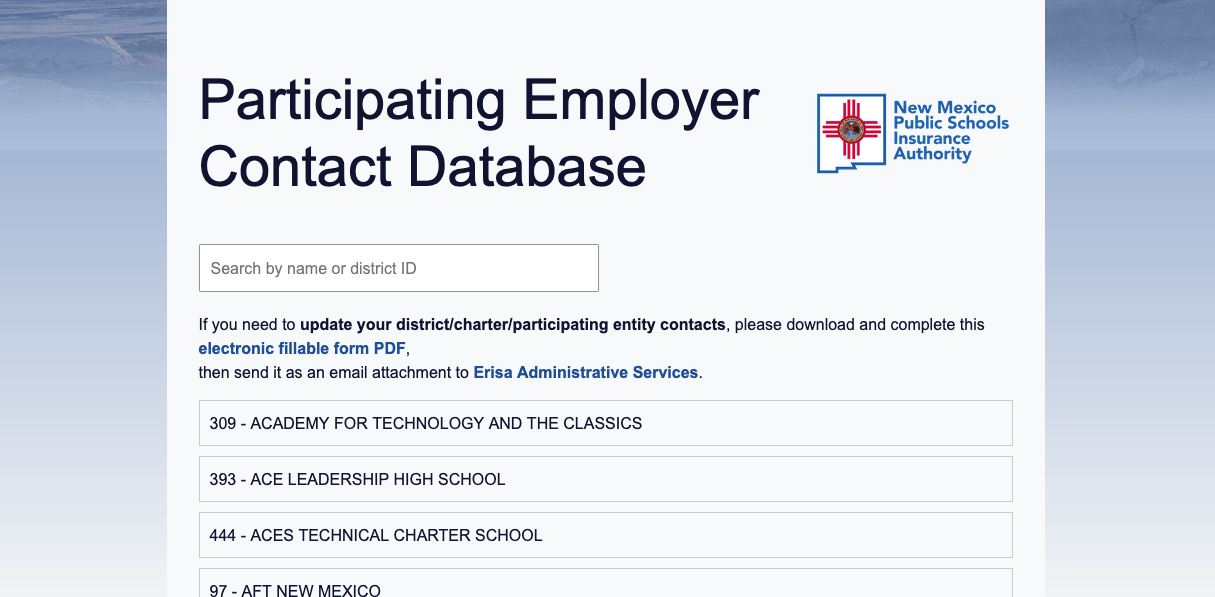 Participating Employer
Contact Database
New Mexico
Public Schools
Insurance
Authority
Search by name or district ID
If you need to update your district/charter/participating entity contacts, please download and complete this
electronic fillable form PDF,
then send it as an email attachment to Erisa Administrative Services.
309 - ACADEMY FOR TECHNOLOGY AND THE CLASSICS
393 - ACE LEADERSHIP HIGH SCHOOL
444 - ACES TECHNICAL CHARTER SCHOOL
97 - AFT NEW MEXICO